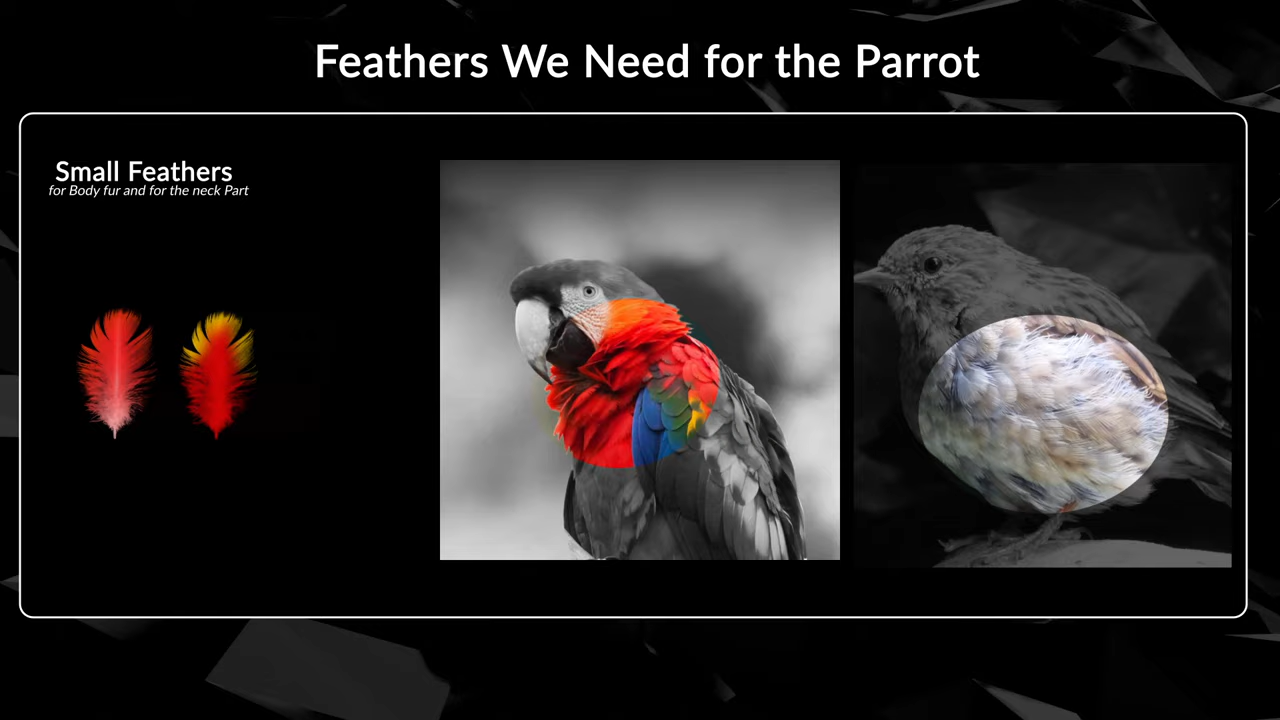 Feathers We Need for the Parrot
Small Feathers
for Body fur and for the neck Part